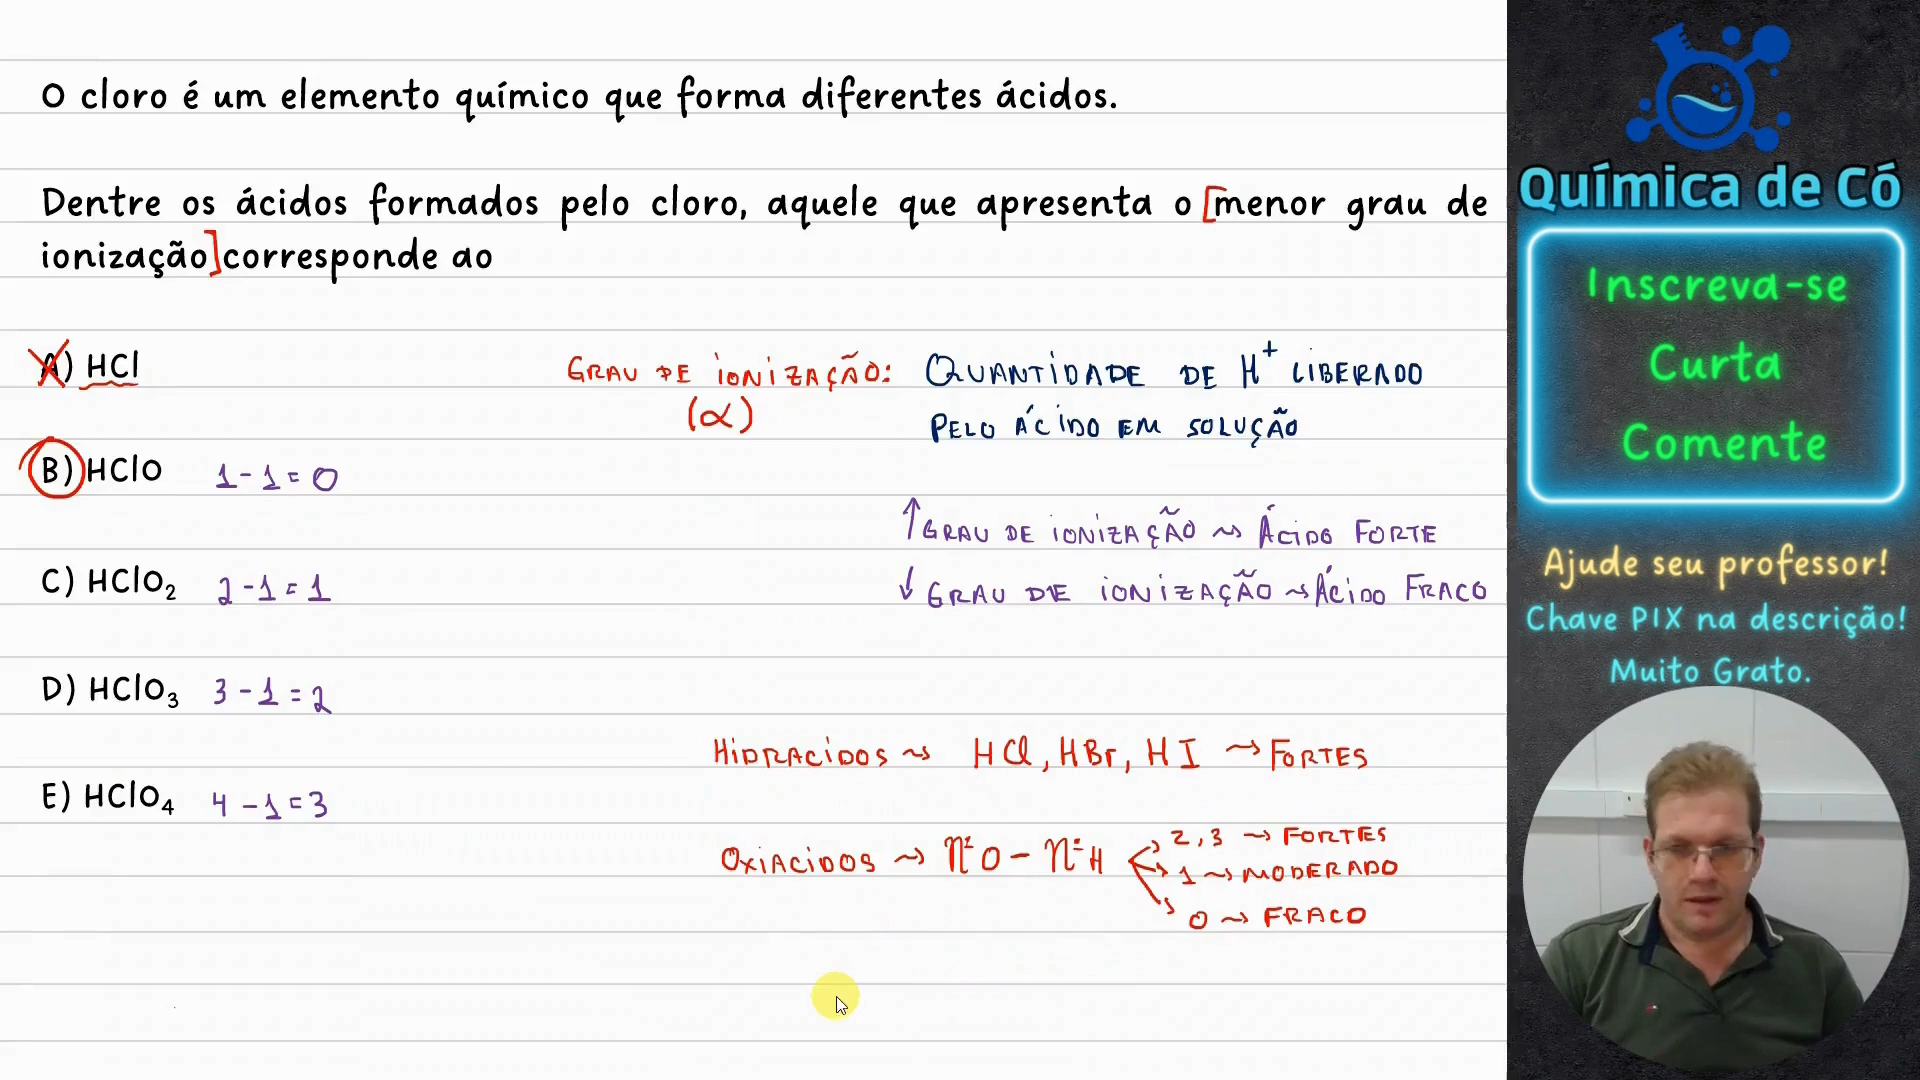 O cloro é um elemento químico que forma diferentes ácidos.
Dentre os ácidos formados pelo cloro, aquele que apresenta o [menor grau de
ionização] corresponde ao
A) HCl
B) HClO 1 - 1 = 0
C) HClO₂ 2 - 1 = 1
D) HClO₃ 3 - 1 = 2
E) HClO₄ 4 - 1 = 3
GRAU DE IONIZAÇÃO: QUANTIDADE DE H⁺ LIBERADO
(α) PELO ÁCIDO EM SOLUÇÃO
↑ GRAU DE IONIZAÇÃO ~> ÁCIDO FORTE
↓ GRAU DE IONIZAÇÃO ~> ÁCIDO FRACO
HIDRÁCIDOS ~> HCl, HBr, HI ~> FORTES
OXIÁCIDOS ~> nº O - nº H
2, 3 ~> FORTES
1 ~> MODERADO
0 ~> FRACO
Química de Có
Inscreva-se
Curta
Comente
Ajude seu professor!
Chave PIX na descrição!
Muito Grato.